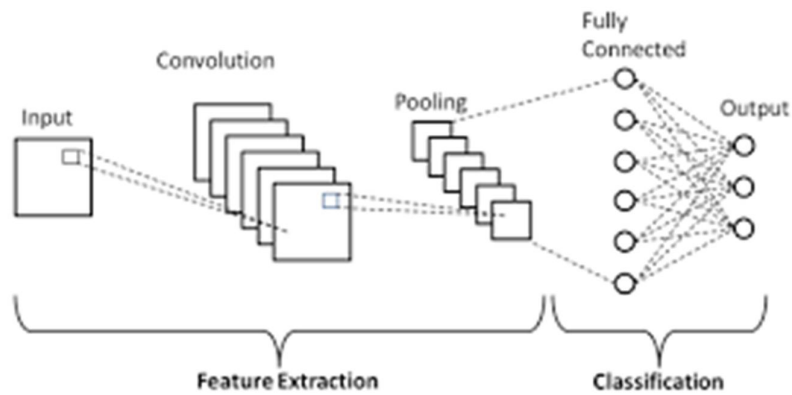 Input
Convolution
Pooling
Fully
Connected
Output
Feature Extraction
Classification